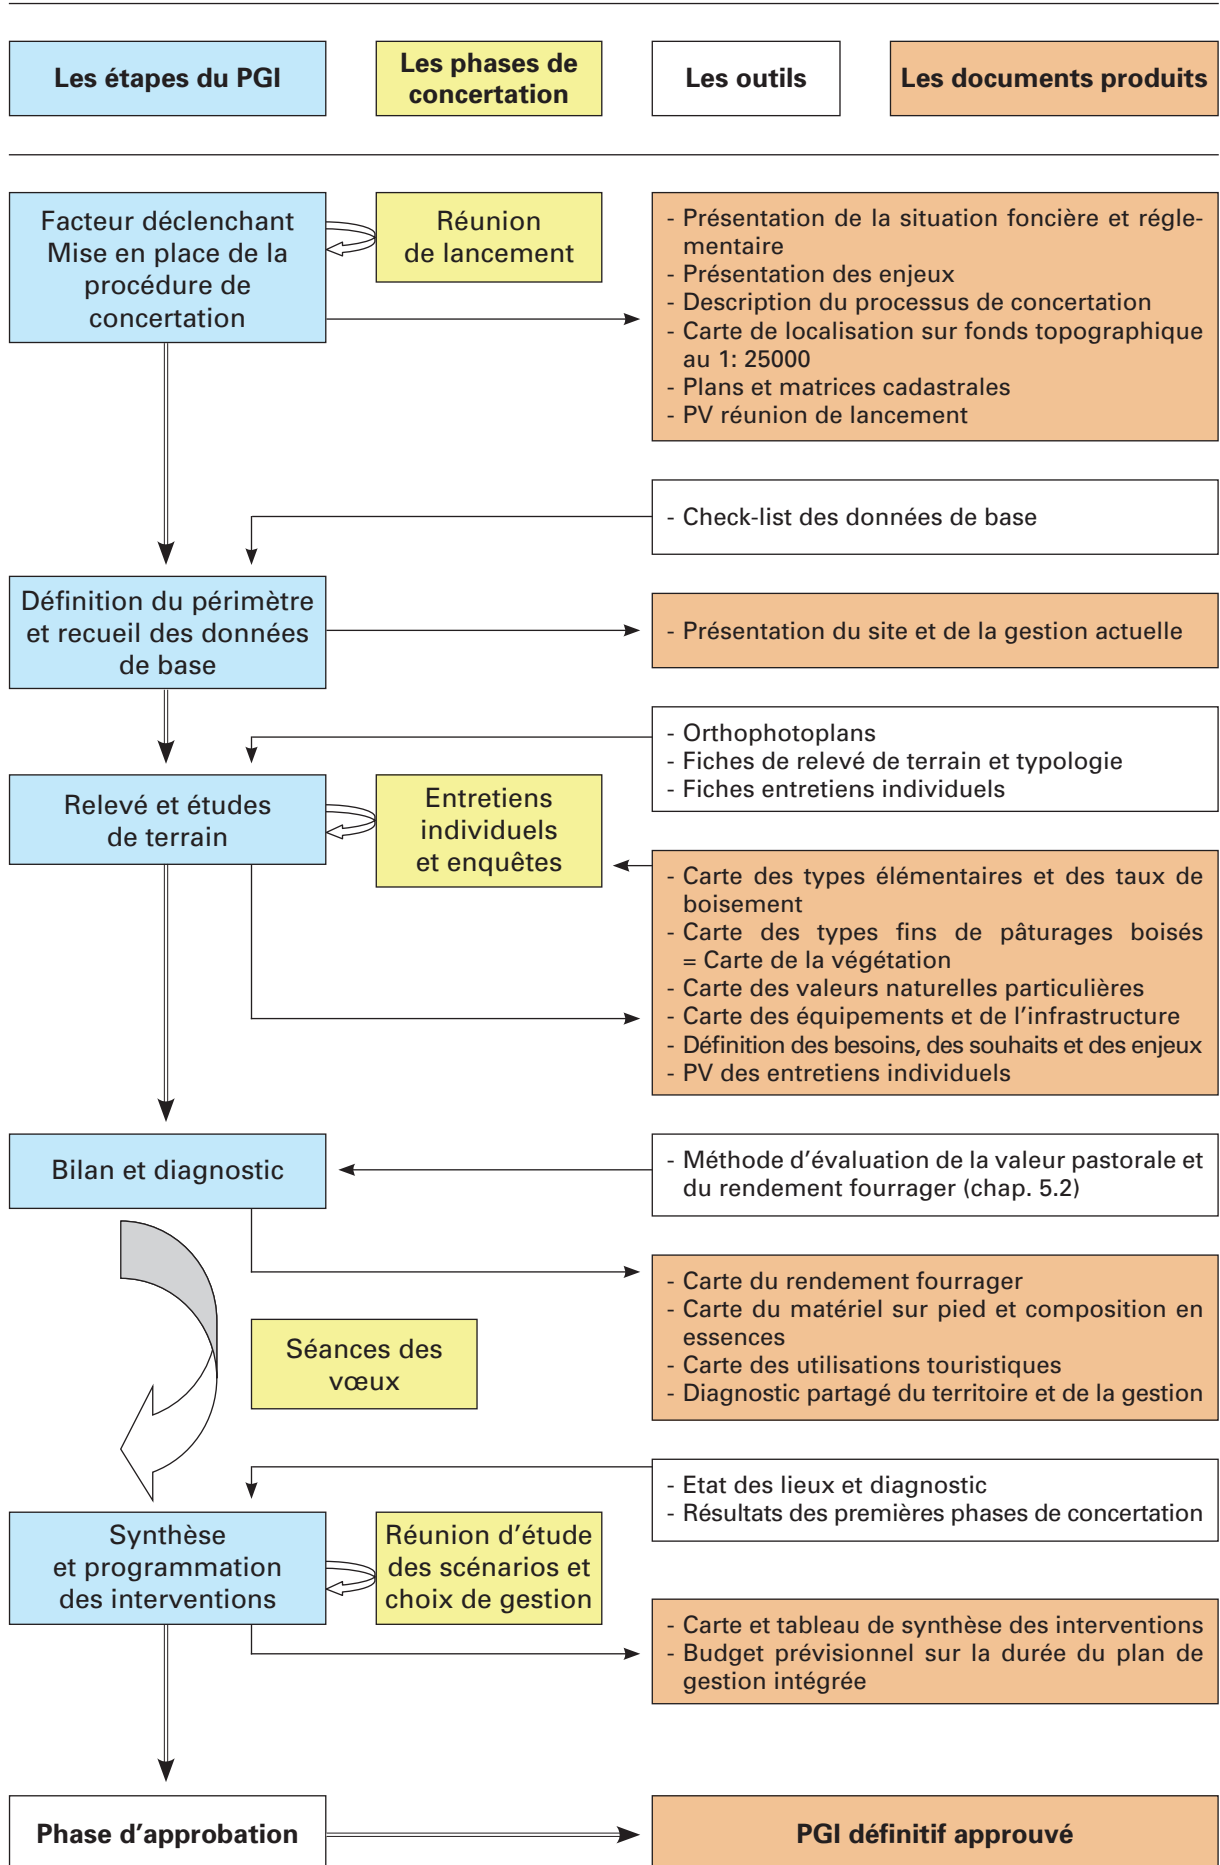 Les étapes du PGI
Les phases de
concertation
Les outils
Les documents produits
Facteur déclenchant
Mise en place de la
procédure de
concertation
Réunion
de lancement
- Présentation de la situation foncière et régle-
mentaire
- Présentation des enjeux
- Description du processus de concertation
- Carte de localisation sur fonds topographique
au 1: 25000
- Plans et matrices cadastrales
- PV réunion de lancement
- Check-list des données de base
Définition du périmètre
et recueil des données
de base
- Présentation du site et de la gestion actuelle
- Orthophotoplans
- Fiches de relevé de terrain et typologie
- Fiches entretiens individuels
Relevé et études
de terrain
Entretiens
individuels
et enquêtes
- Carte des types élémentaires et des taux de
boisement
- Carte des types fins de pâturages boisés
= Carte de la végétation
- Carte des valeurs naturelles particulières
- Carte des équipements et de l'infrastructure
- Définition des besoins, des souhaits et des enjeux
- PV des entretiens individuels
Bilan et diagnostic
- Méthode d'évaluation de la valeur pastorale et
du rendement fourrager (chap. 5.2)
- Carte du rendement fourrager
- Carte du matériel sur pied et composition en
essences
- Carte des utilisations touristiques
- Diagnostic partagé du territoire et de la gestion
Séances des
vœux
- Etat des lieux et diagnostic
- Résultats des premières phases de concertation
Synthèse
et programmation
des interventions
Réunion d'étude
des scénarios et
choix de gestion
- Carte et tableau de synthèse des interventions
- Budget prévisionnel sur la durée du plan de
gestion intégrée
Phase d'approbation
PGI définitif approuvé